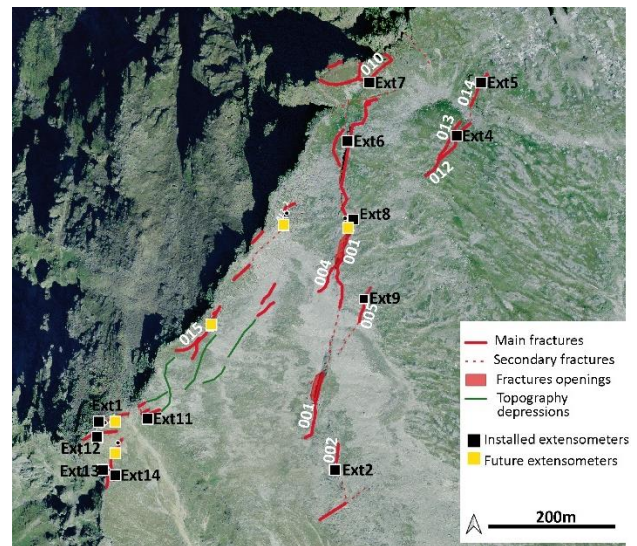 010
Ext7
014
Ext5
013
Ext4
012
Ext6
Ext8
004
001
Ext9
005
015
Ext1
Ext11
Ext12
Ext13
Ext14
001
002
Ext2
Main fractures
Secondary fractures
Fractures openings
Topography
depressions
Installed extensometers
Future extensometers
200m